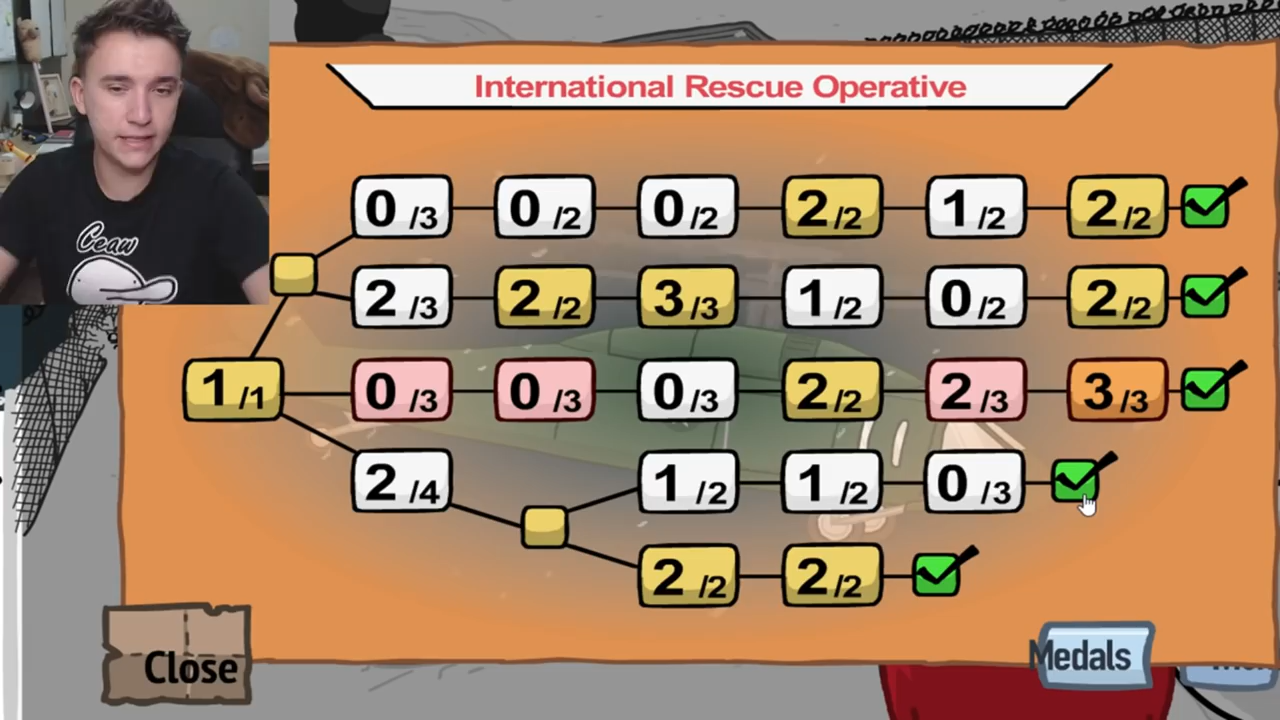 International Rescue Operative
Ceaw
0/3 0/2 0/2 2/2 1/2 2/2
2/3 2/2 3/3 1/2 0/2 2/2
1/1 0/3 0/3 0/3 2/2 2/3 3/3
2/4 1/2 1/2 0/3
2/2 2/2
Close
Medals